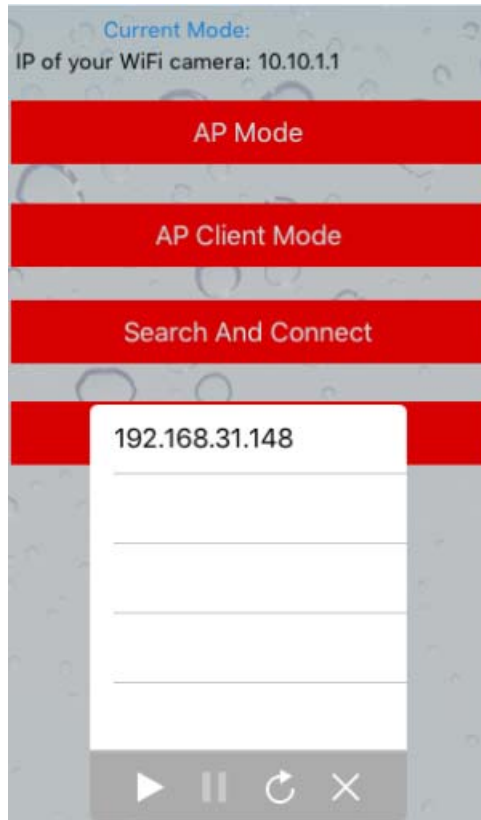 Current Mode:
IP of your WiFi camera: 10.10.1.1
AP Mode
AP Client Mode
Search And Connect
192.168.31.148